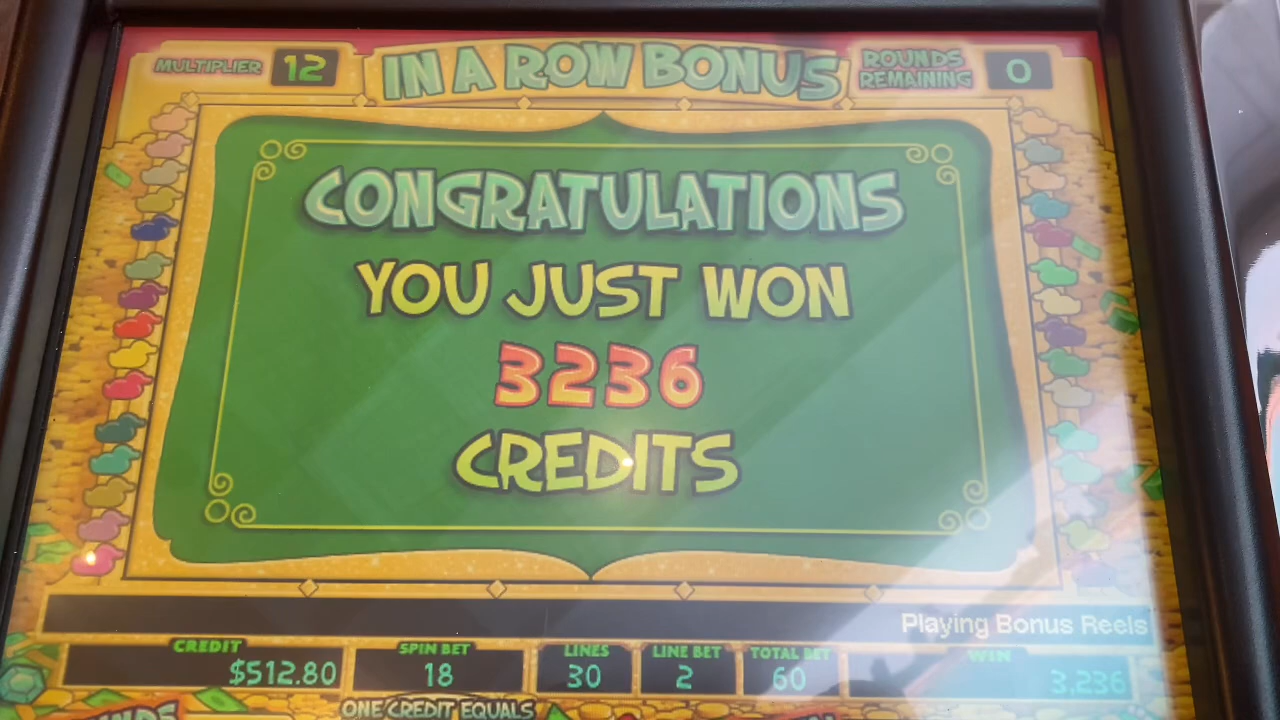 MULTIPLIER 12 IN A ROW BONUS ROUNDS REMAINING 0
CONGRATULATIONS
YOU JUST WON
3236
CREDITS
Playing Bonus Reels
CREDIT SPIN BET LINES LINE BET TOTAL BET WIN
$512.80 18 30 2 60 3,236
ONE CREDIT EQUALS